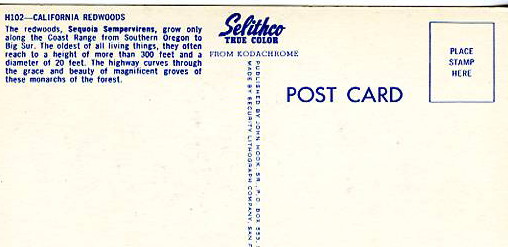 H102—CALIFORNIA REDWOODS
The redwoods, Sequoia Sempervirens, grow only
along the Coast Range from Southern Oregon to
Big Sur. The oldest of all living things, they often
reach to a height of more than 300 feet and a
diameter of 20 feet. The highway curves through
the grace and beauty of magnificent groves of
these monarchs of the forest.
Selithco
TRUE COLOR
FROM KODACHROME
PUBLISHED BY JOHN HOOK, SR., P.O. BOX 553,
MADE BY SECURITY LITHOGRAPH COMPANY, SAN F
POST CARD
PLACE
STAMP
HERE